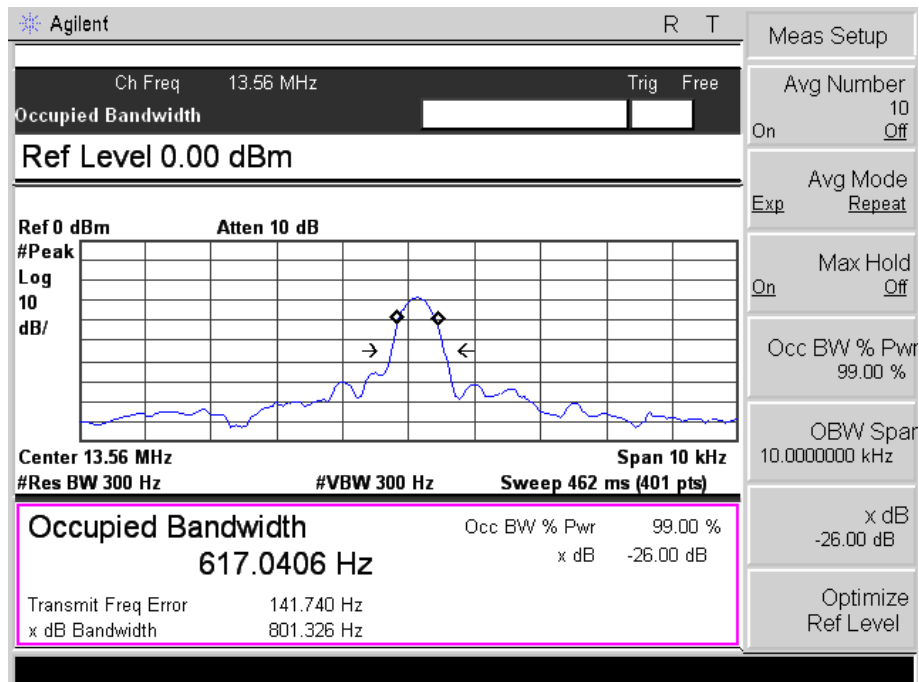 Agilent R T
Ch Freq 13.56 MHz Trig Free
Occupied Bandwidth
Ref Level 0.00 dBm
Ref 0 dBm Atten 10 dB
#Peak
Log
10
dB/
Center 13.56 MHz Span 10 kHz
#Res BW 300 Hz #VBW 300 Hz Sweep 462 ms (401 pts)
Occupied Bandwidth
617.0406 Hz
Occ BW % Pwr 99.00 %
x dB -26.00 dB
Transmit Freq Error 141.740 Hz
x dB Bandwidth 801.326 Hz
Meas Setup
Avg Number
10
On Off
Avg Mode
Exp Repeat
Max Hold
On Off
Occ BW % Pwr
99.00 %
OBW Span
10.0000000 kHz
x dB
-26.00 dB
Optimize
Ref Level